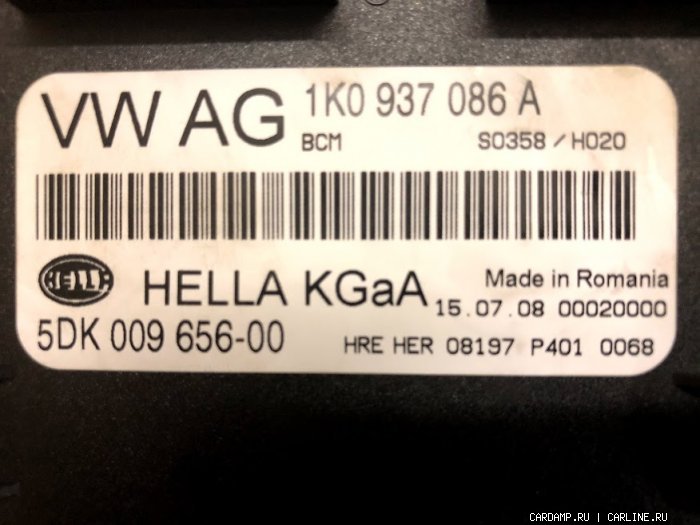 VW AG 1K0 937 086 A
BCM S0358 / H020
HELLA HELLA KGaA Made in Romania
15.07.08 00020000
5DK 009 656-00 HRE HER 08197 P401 0068
CARDAMP.RU | CARLINE.RU